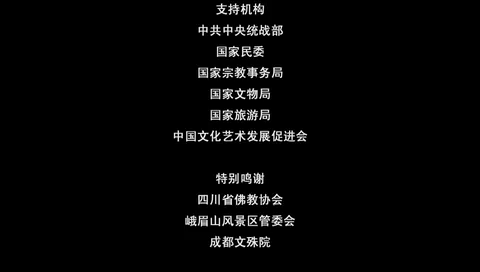 支持机构
中共中央统战部
国家民委
国家宗教事务局
国家文物局
国家旅游局
中国文化艺术发展促进会
特别鸣谢
四川省佛教协会
峨眉山风景区管委会
成都文殊院